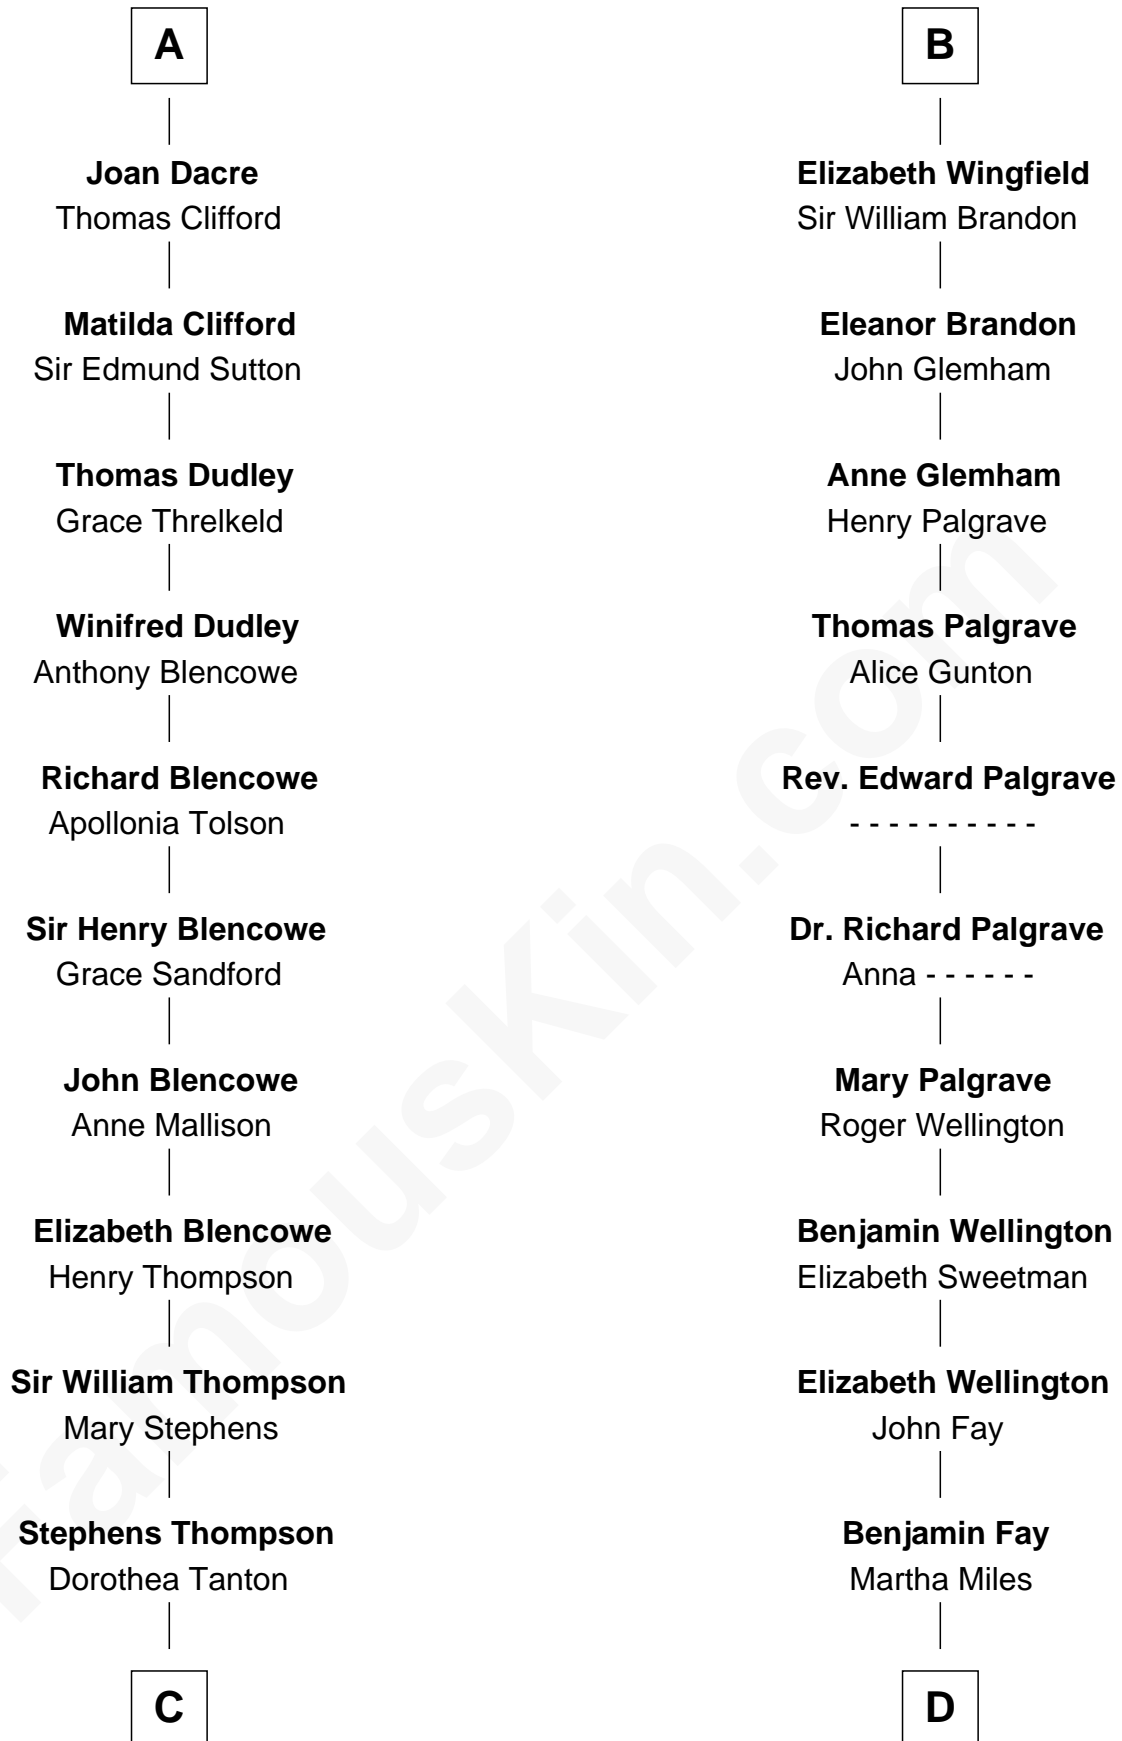 A
Joan Dacre
Thomas Clifford
Matilda Clifford
Sir Edmund Sutton
Thomas Dudley
Grace Threlkeld
Winifred Dudley
Anthony Blencowe
Richard Blencowe
Apollonia Tolson
Sir Henry Blencowe
Grace Sandford
John Blencowe
Anne Mallison
Elizabeth Blencowe
Henry Thompson
Sir William Thompson
Mary Stephens
Stephens Thompson
Dorothea Tanton
C
B
Elizabeth Wingfield
Sir William Brandon
Eleanor Brandon
John Glemham
Anne Glemham
Henry Palgrave
Thomas Palgrave
Alice Gunton
Rev. Edward Palgrave
- - - - - - - - - -
Dr. Richard Palgrave
Anna - - - - - -
Mary Palgrave
Roger Wellington
Benjamin Wellington
Elizabeth Sweetman
Elizabeth Wellington
John Fay
Benjamin Fay
Martha Miles
D
FamousKin.com